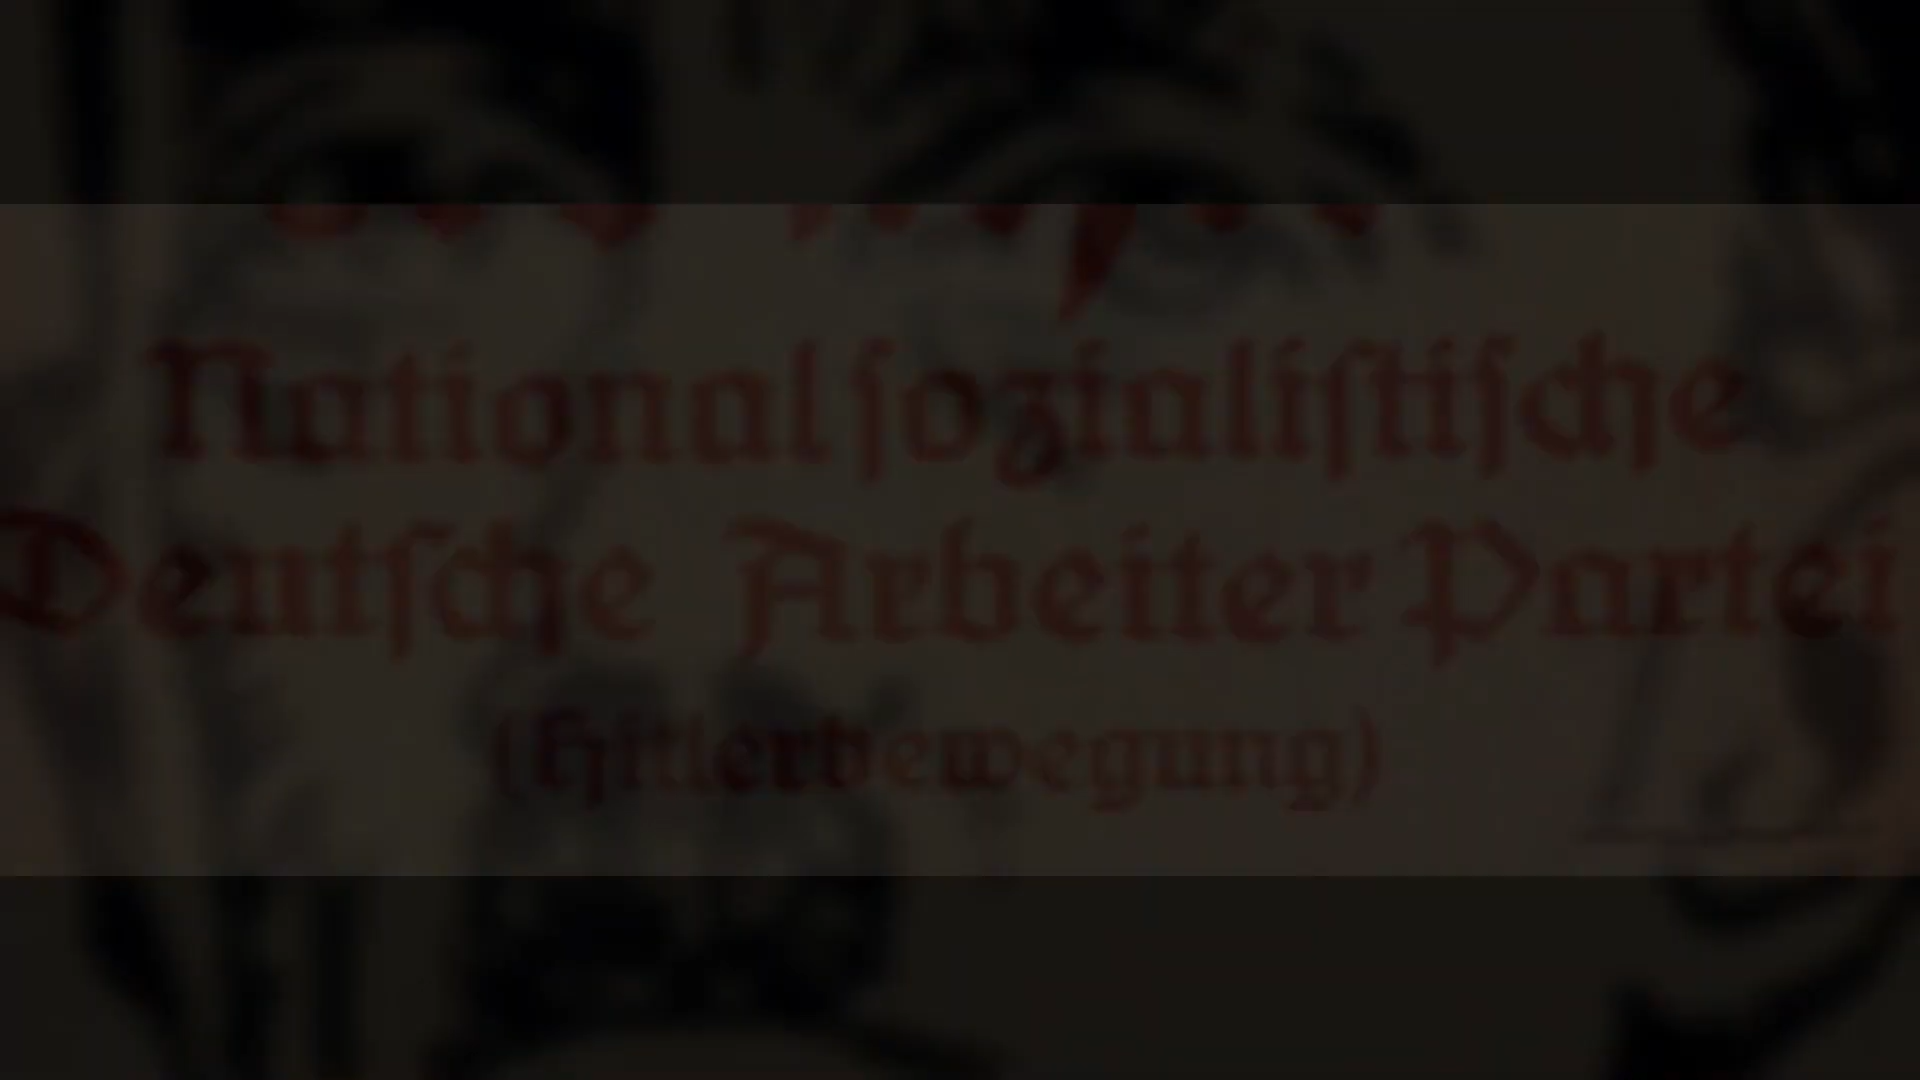 Nationalſozialiſtiſche
Deutſche Arbeiter Partei
(Hitlerbewegung)